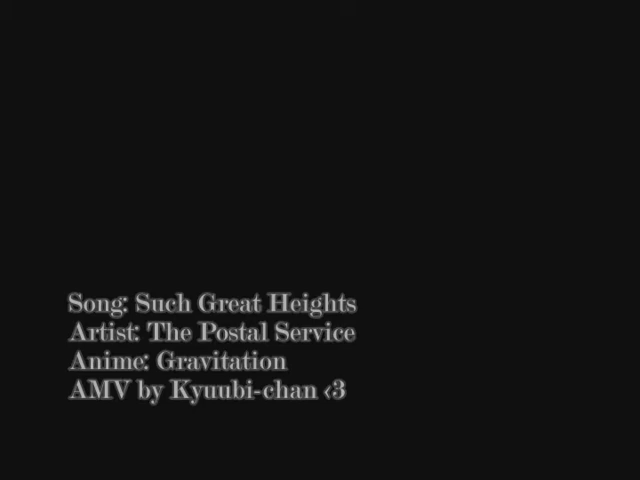 Song: Such Great Heights
Artist: The Postal Service
Anime: Gravitation
AMV by Kyuubi-chan <3